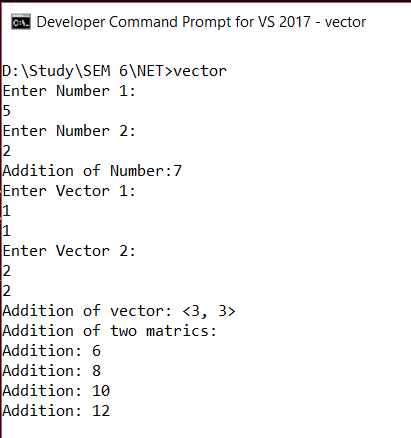 Developer Command Prompt for VS 2017 - vector
D:\Study\SEM 6\NET>vector
Enter Number 1:
5
Enter Number 2:
2
Addition of Number:7
Enter Vector 1:
1
1
Enter Vector 2:
2
2
Addition of vector: <3, 3>
Addition of two matrics:
Addition: 6
Addition: 8
Addition: 10
Addition: 12